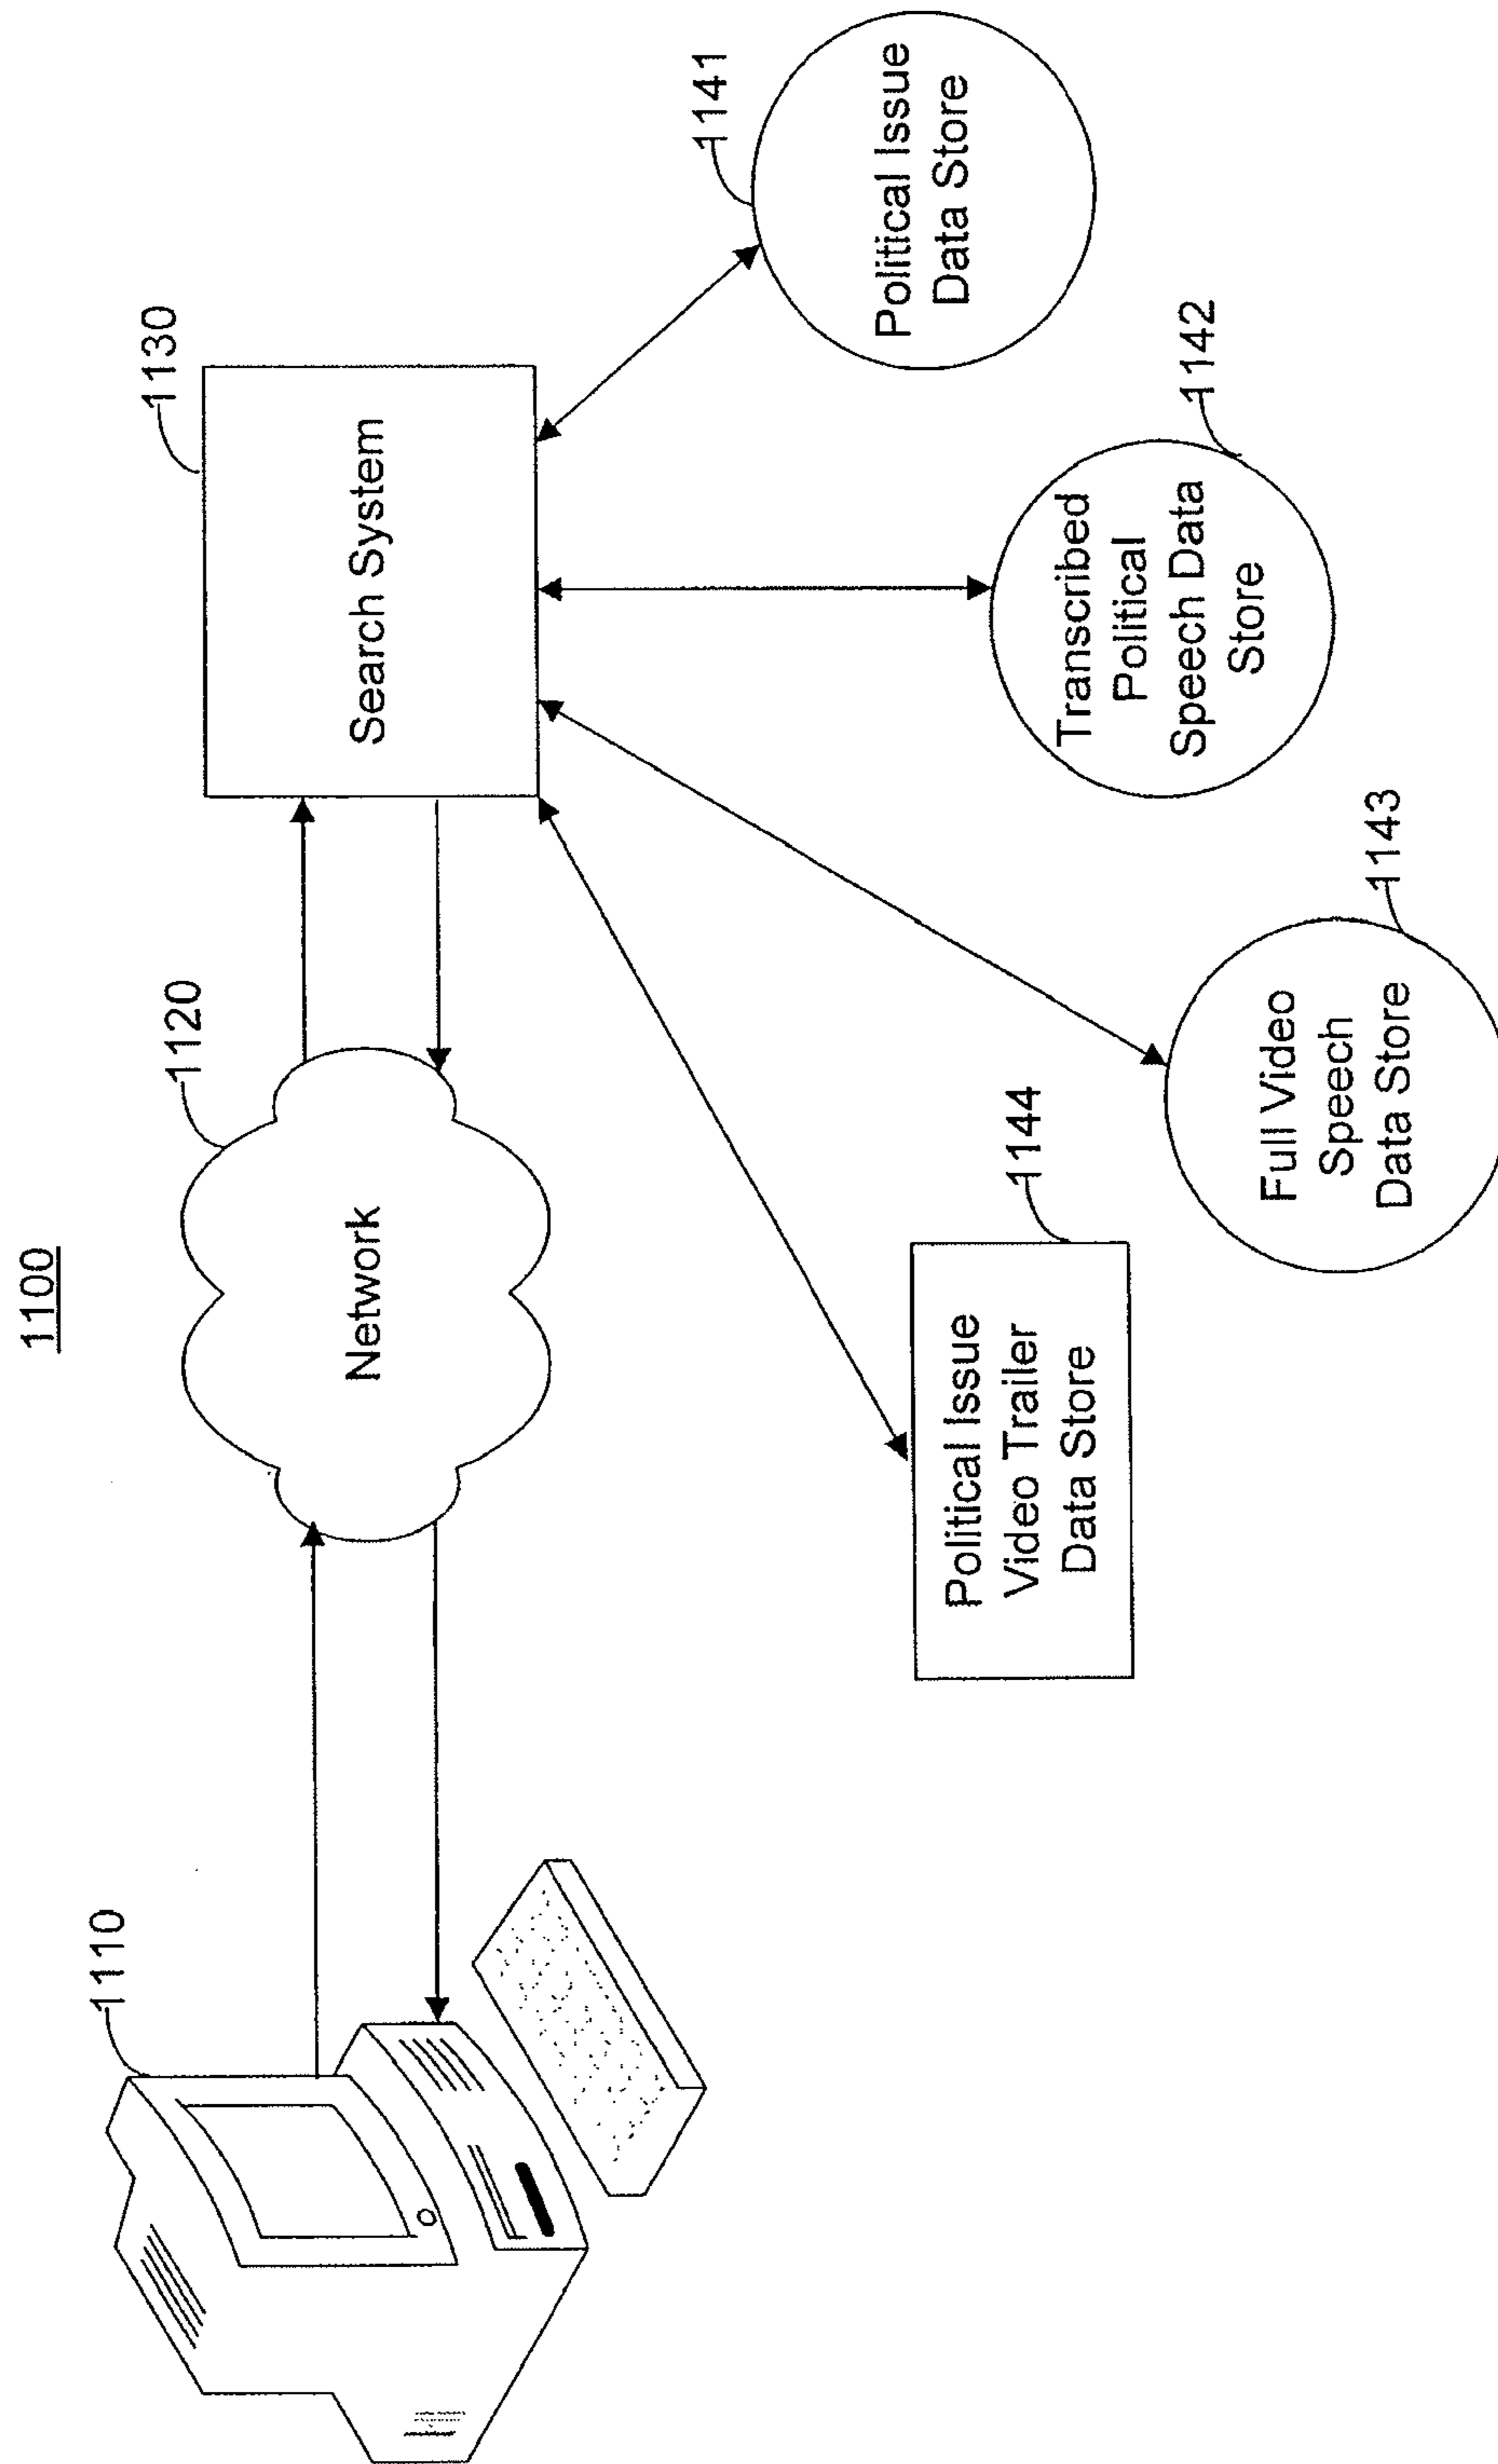 1100
1110
1120
Network
1130
Search System
1144
Political Issue
Video Trailer
Data Store
1143
Full Video
Speech
Data Store
1142
Transcribed
Political
Speech Data
Store
1141
Political Issue
Data Store